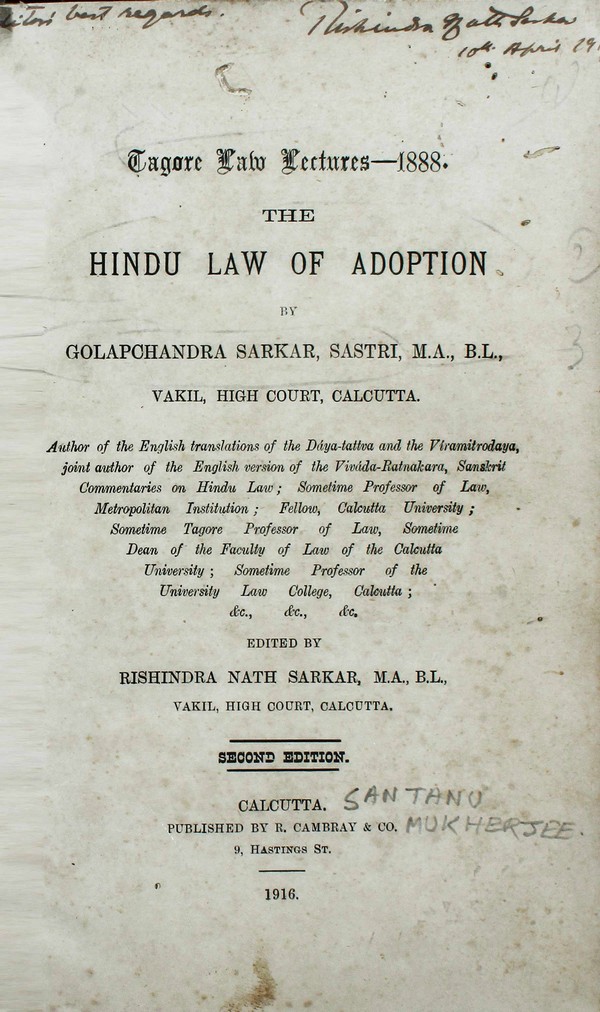 best regards.
Rishindra Nath Sarkar
10th April 19
Tagore Law Lectures—1888.
THE
HINDU LAW OF ADOPTION
BY
GOLAPCHANDRA SARKAR, SASTRI, M.A., B.L.,
VAKIL, HIGH COURT, CALCUTTA.
Author of the English translations of the Dáya-tattva and the Víramitrodaya,
joint author of the English version of the Viváda-Ratnakara, Sanskrit
Commentaries on Hindu Law; Sometime Professor of Law,
Metropolitan Institution; Fellow, Calcutta University;
Sometime Tagore Professor of Law, Sometime
Dean of the Faculty of Law of the Calcutta
University; Sometime Professor of the
University Law College, Calcutta;
&c., &c., &c.
EDITED BY
RISHINDRA NATH SARKAR, M.A., B.L.,
VAKIL, HIGH COURT, CALCUTTA.
SECOND EDITION.
CALCUTTA.
SANTANU
PUBLISHED BY R. CAMBRAY & CO.
MUKHERJEE.
9, HASTINGS ST.
1916.